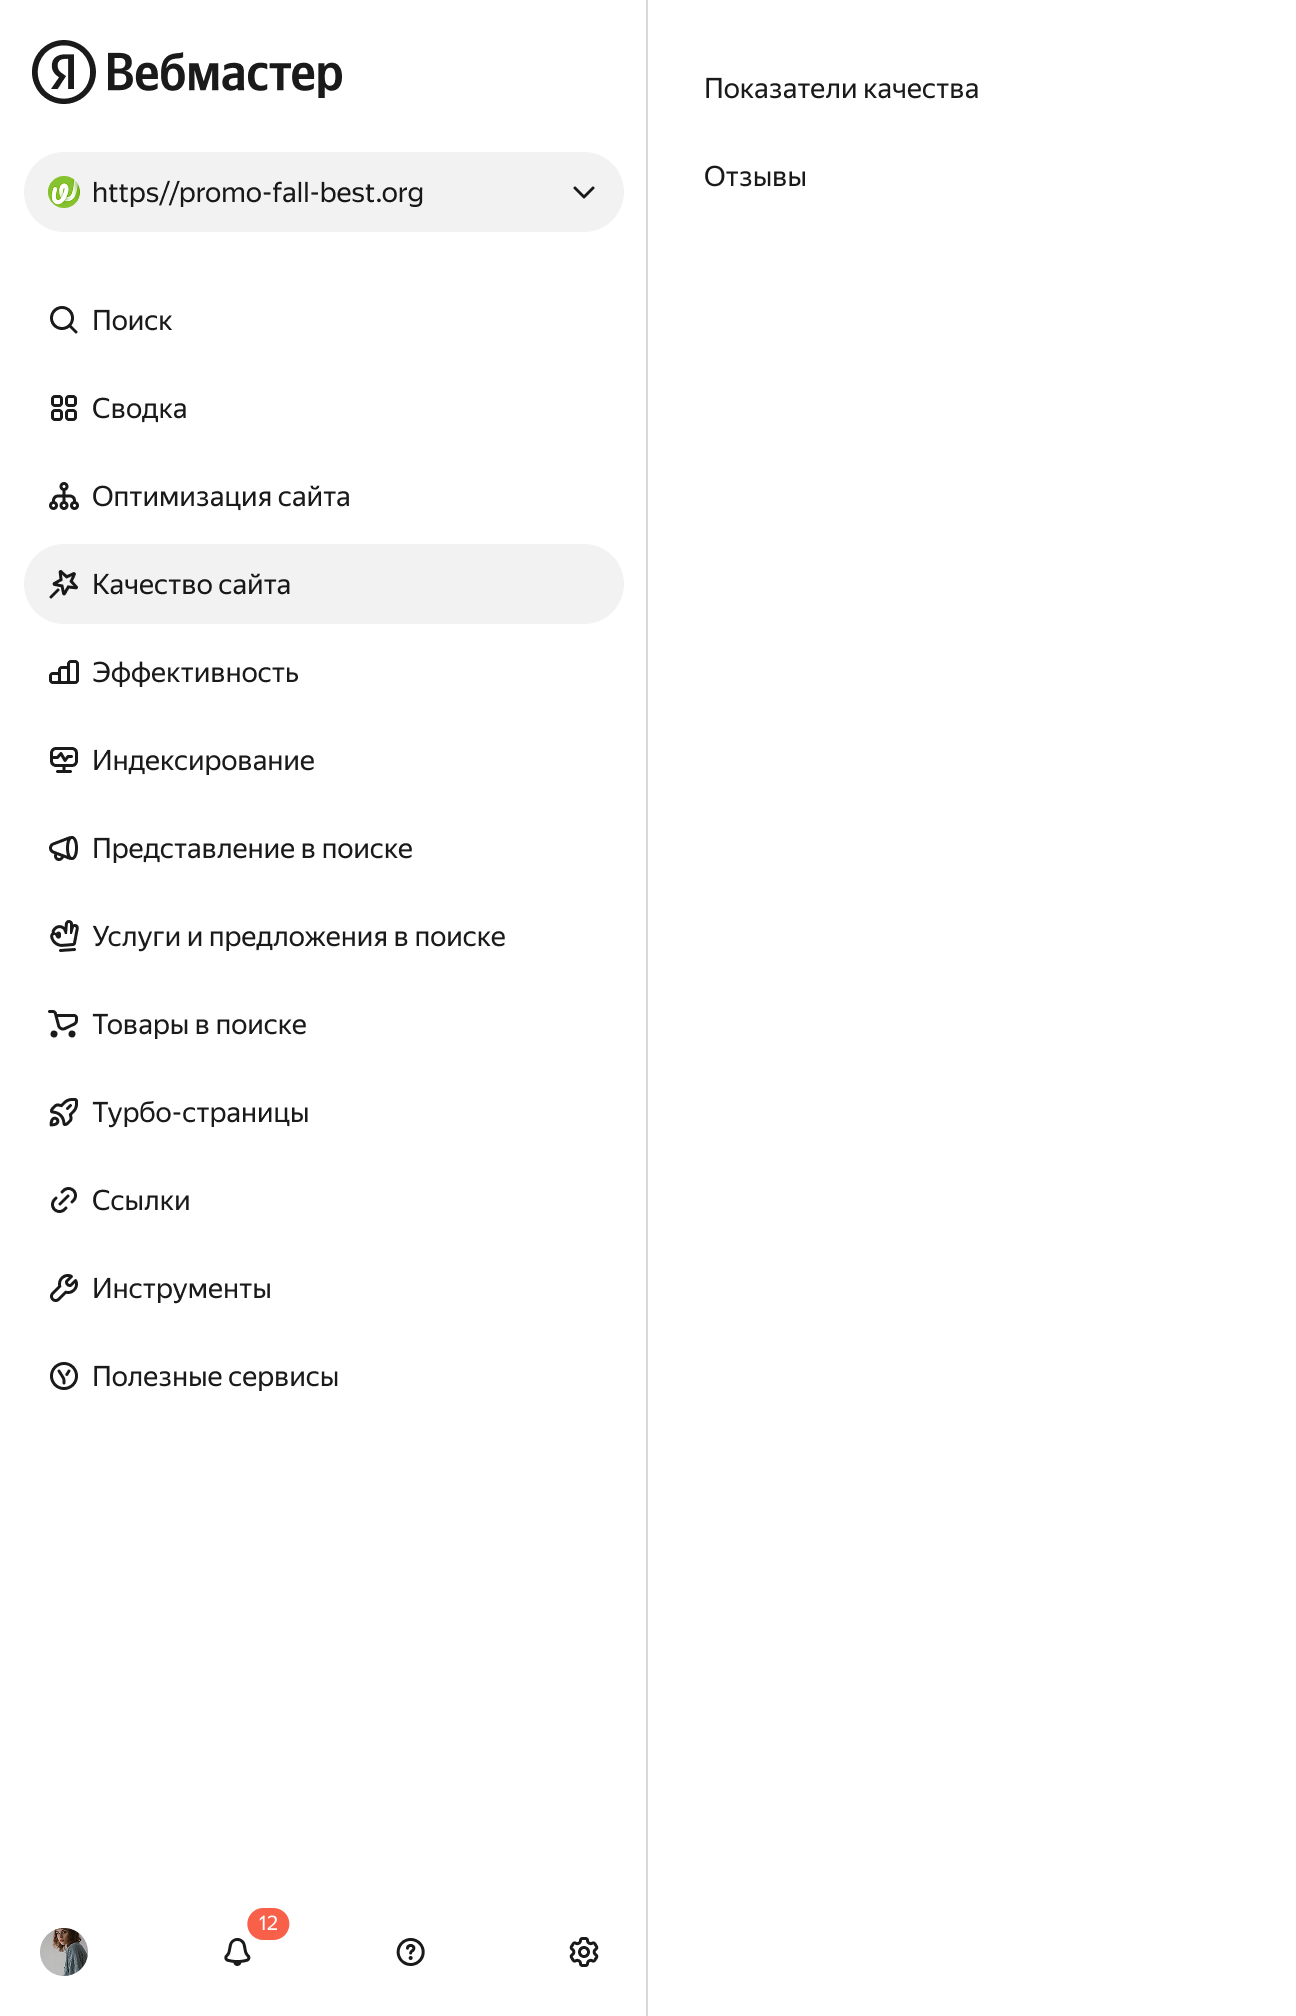 Я Вебмастер
https//promo-fall-best.org
Поиск
Сводка
Оптимизация сайта
Качество сайта
Эффективность
Индексирование
Представление в поиске
Услуги и предложения в поиске
Товары в поиске
Турбо-страницы
Ссылки
Инструменты
Полезные сервисы
12
Показатели качества
Отзывы